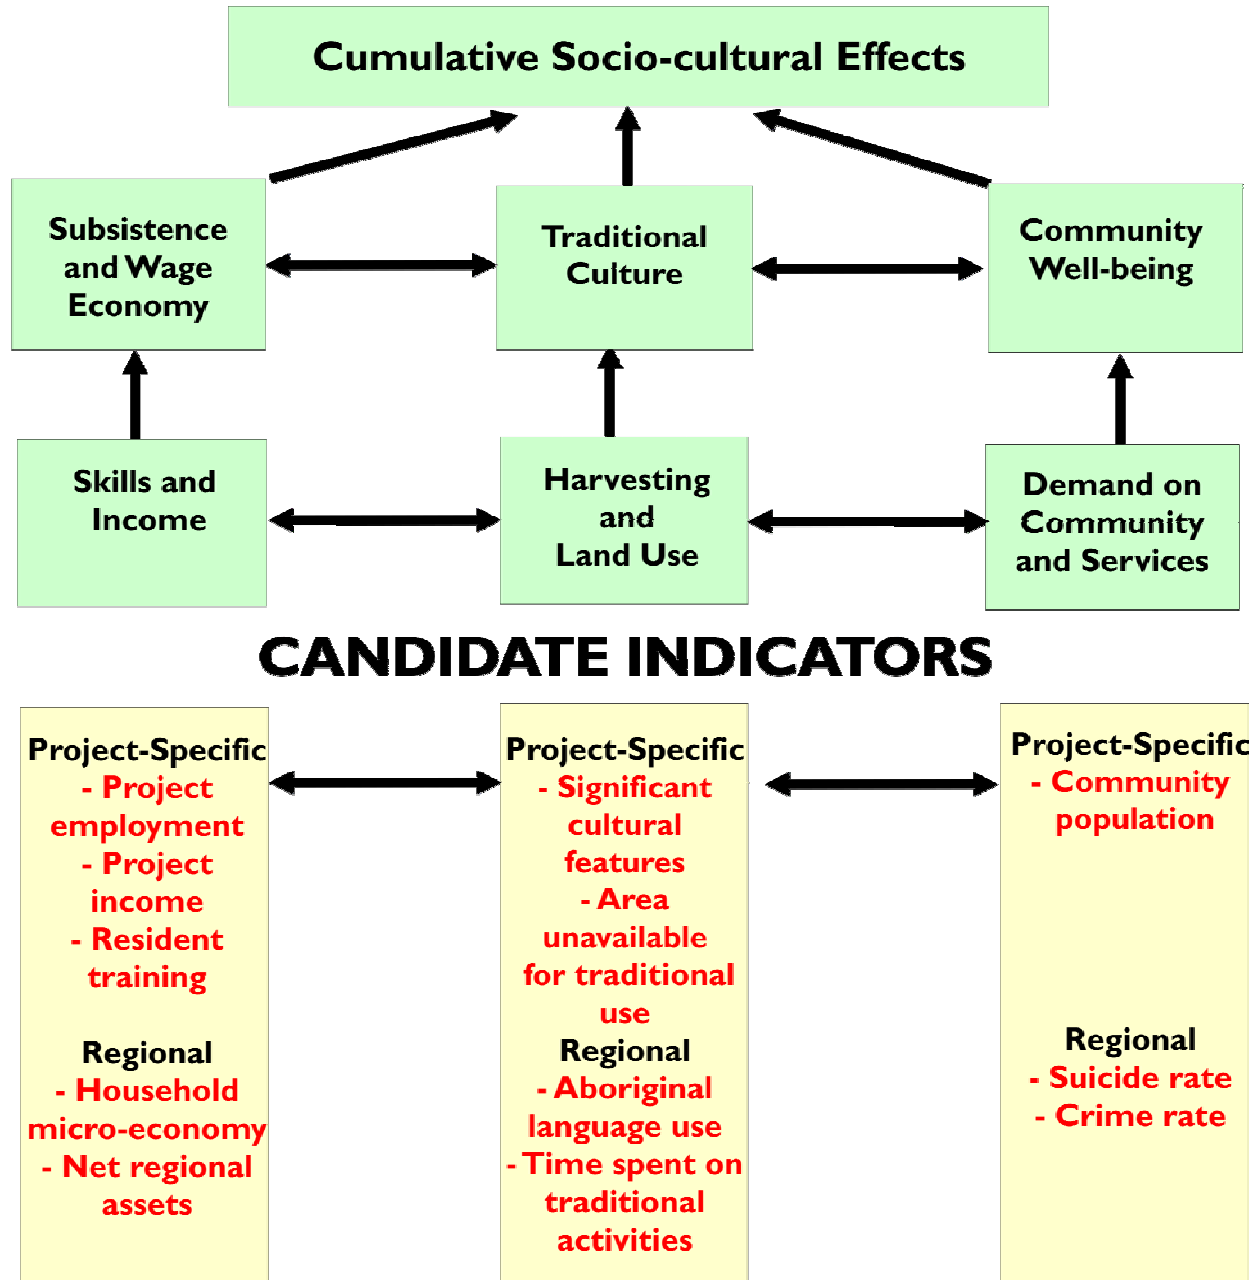 Cumulative Socio-cultural Effects
Subsistence
and Wage
Economy
Traditional
Culture
Community
Well-being
Skills and
Income
Harvesting
and
Land Use
Demand on
Community
and Services
CANDIDATE INDICATORS
Project-Specific
- Project
employment
- Project
income
- Resident
training
Regional
- Household
micro-economy
- Net regional
assets
Project-Specific
- Significant
cultural
features
- Area
unavailable
for traditional
use
Regional
- Aboriginal
language use
- Time spent on
traditional
activities
Project-Specific
- Community
population
Regional
- Suicide rate
- Crime rate